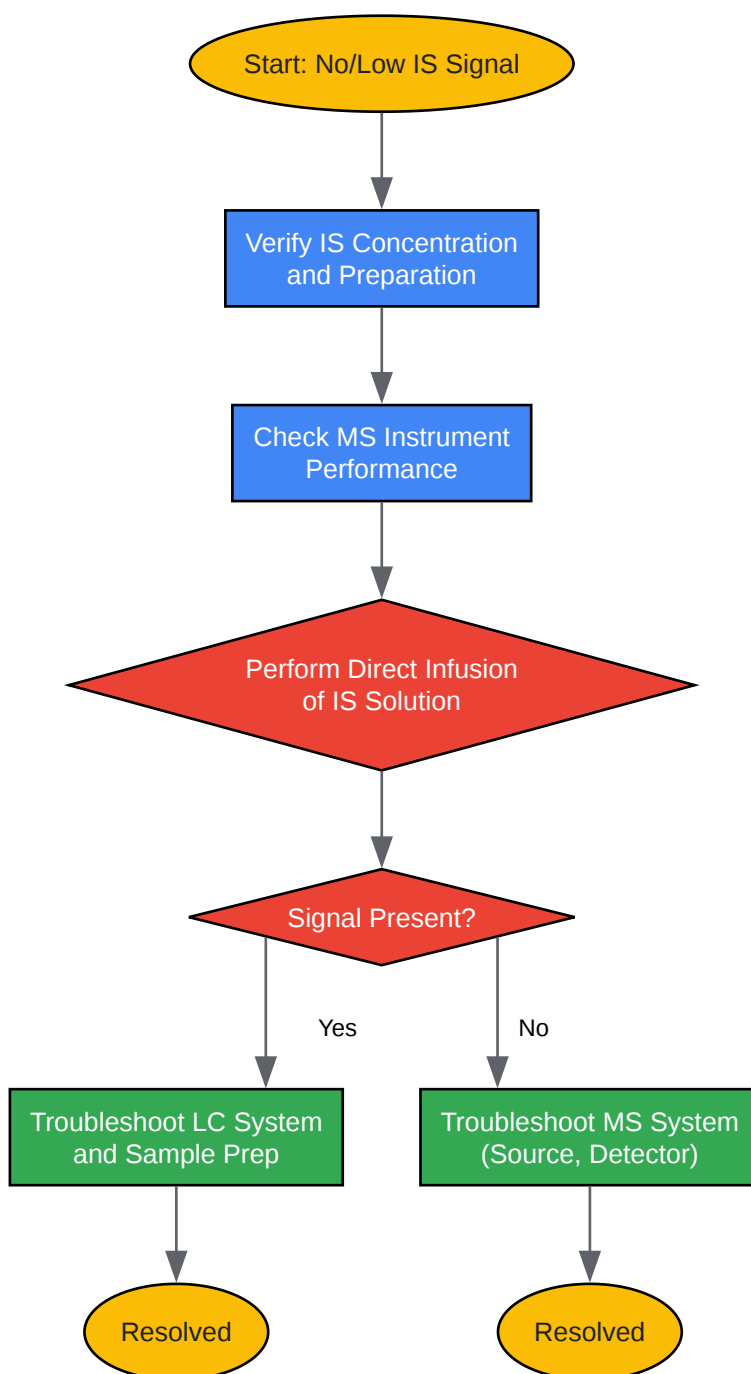 Start: No/Low IS Signal
Verify IS Concentration
and Preparation
Check MS Instrument
Performance
Perform Direct Infusion
of IS Solution
Signal Present?
Yes
No
Troubleshoot LC System
and Sample Prep
Troubleshoot MS System
(Source, Detector)
Resolved
Resolved